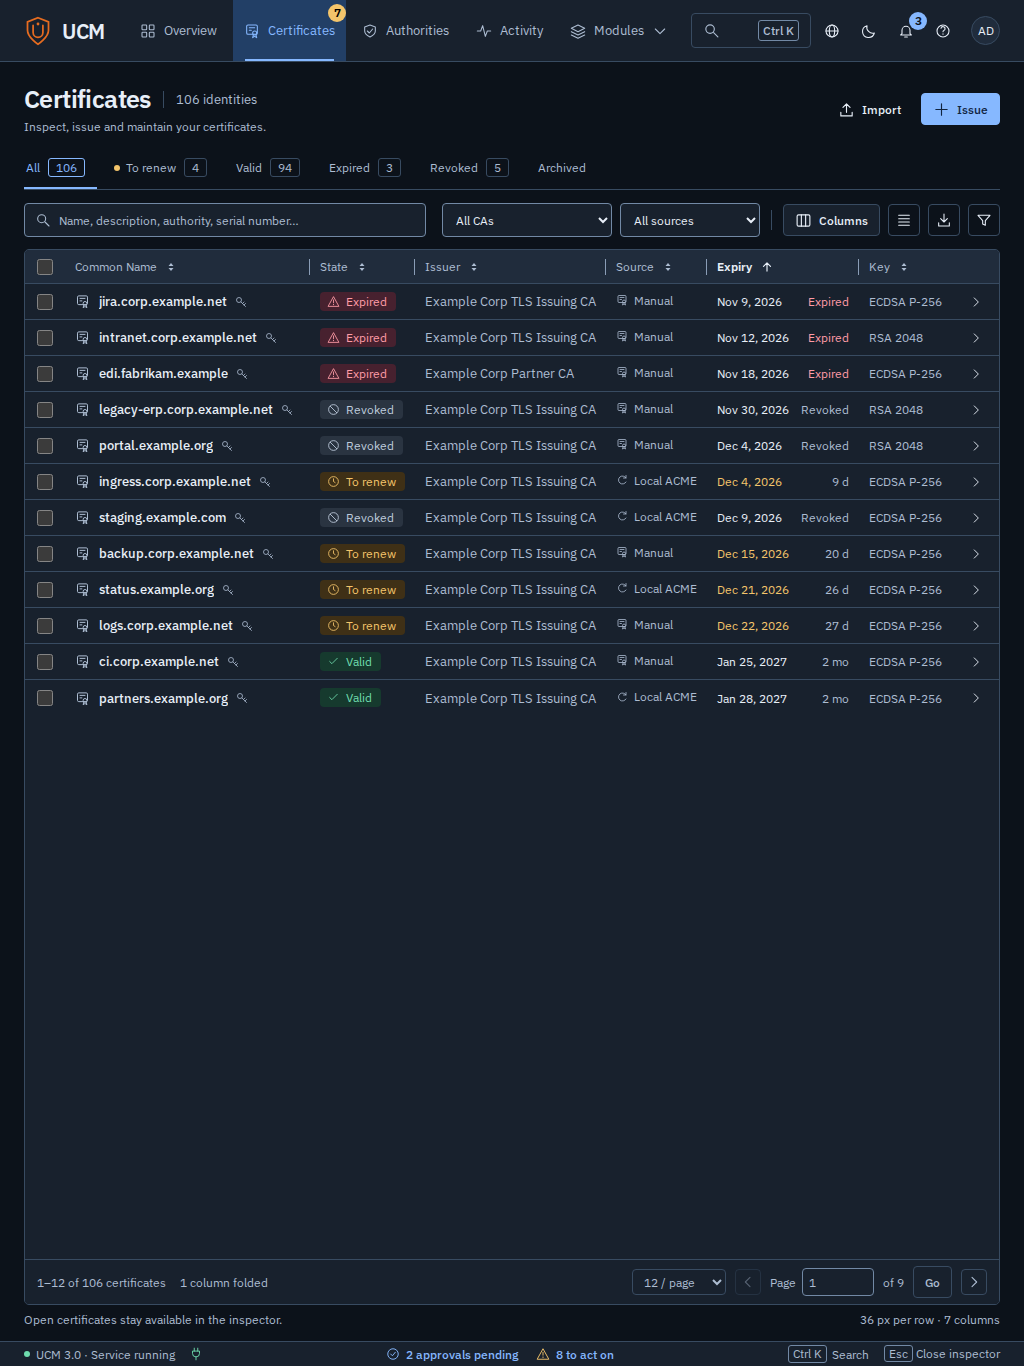 UCM Overview Certificates 7 Authorities Activity Modules Ctrl K 3 AD
Certificates 106 identities
Inspect, issue and maintain your certificates.
Import Issue
All 106 To renew 4 Valid 94 Expired 3 Revoked 5 Archived
Name, description, authority, serial number... All CAs All sources Columns
Common Name State Issuer Source Expiry Key
jira.corp.example.net Expired Example Corp TLS Issuing CA Manual Nov 9, 2026 Expired ECDSA P-256
intranet.corp.example.net Expired Example Corp TLS Issuing CA Manual Nov 12, 2026 Expired RSA 2048
edi.fabrikam.example Expired Example Corp Partner CA Manual Nov 18, 2026 Expired ECDSA P-256
legacy-erp.corp.example.net Revoked Example Corp TLS Issuing CA Manual Nov 30, 2026 Revoked RSA 2048
portal.example.org Revoked Example Corp TLS Issuing CA Manual Dec 4, 2026 Revoked RSA 2048
ingress.corp.example.net To renew Example Corp TLS Issuing CA Local ACME Dec 4, 2026 9 d ECDSA P-256
staging.example.com Revoked Example Corp TLS Issuing CA Local ACME Dec 9, 2026 Revoked ECDSA P-256
backup.corp.example.net To renew Example Corp TLS Issuing CA Manual Dec 15, 2026 20 d ECDSA P-256
status.example.org To renew Example Corp TLS Issuing CA Local ACME Dec 21, 2026 26 d ECDSA P-256
logs.corp.example.net To renew Example Corp TLS Issuing CA Manual Dec 22, 2026 27 d ECDSA P-256
ci.corp.example.net Valid Example Corp TLS Issuing CA Manual Jan 25, 2027 2 mo ECDSA P-256
partners.example.org Valid Example Corp TLS Issuing CA Local ACME Jan 28, 2027 2 mo ECDSA P-256
1–12 of 106 certificates 1 column folded 12 / page Page 1 of 9 Go
Open certificates stay available in the inspector. 36 px per row · 7 columns
UCM 3.0 · Service running 2 approvals pending 8 to act on Ctrl K Search Esc Close inspector